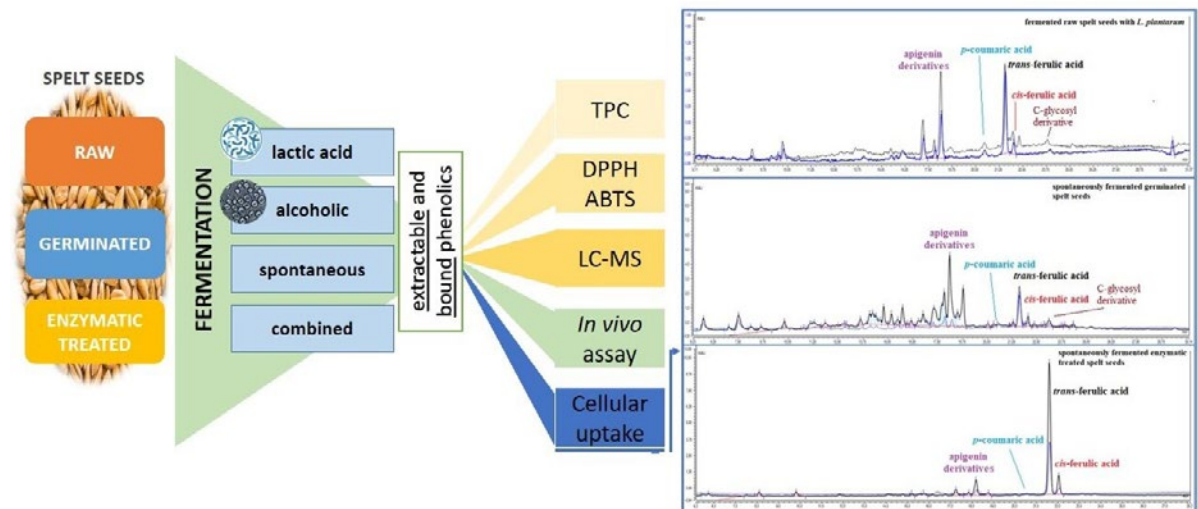 SPELT SEEDS
RAW
GERMINATED
ENZYMATIC
TREATED
FERMENTATION
lactic acid
alcoholic
spontaneous
combined
extractable and
bound phenolics
TPC
DPPH
ABTS
LC-MS
In vivo
assay
Cellular
uptake
fermented raw spelt seeds with L. plantarum
apigenin
derivatives
p-coumaric acid
trans-ferulic acid
cis-ferulic acid
C-glycosyl
derivative
spontaneously fermented germinated
spelt seeds
apigenin
derivatives
p-coumaric acid
trans-ferulic acid
cis-ferulic acid
C-glycosyl
derivative
spontaneously fermented enzymatic
treated spelt seeds
trans-ferulic acid
p-coumaric acid
apigenin
derivatives
cis-ferulic acid